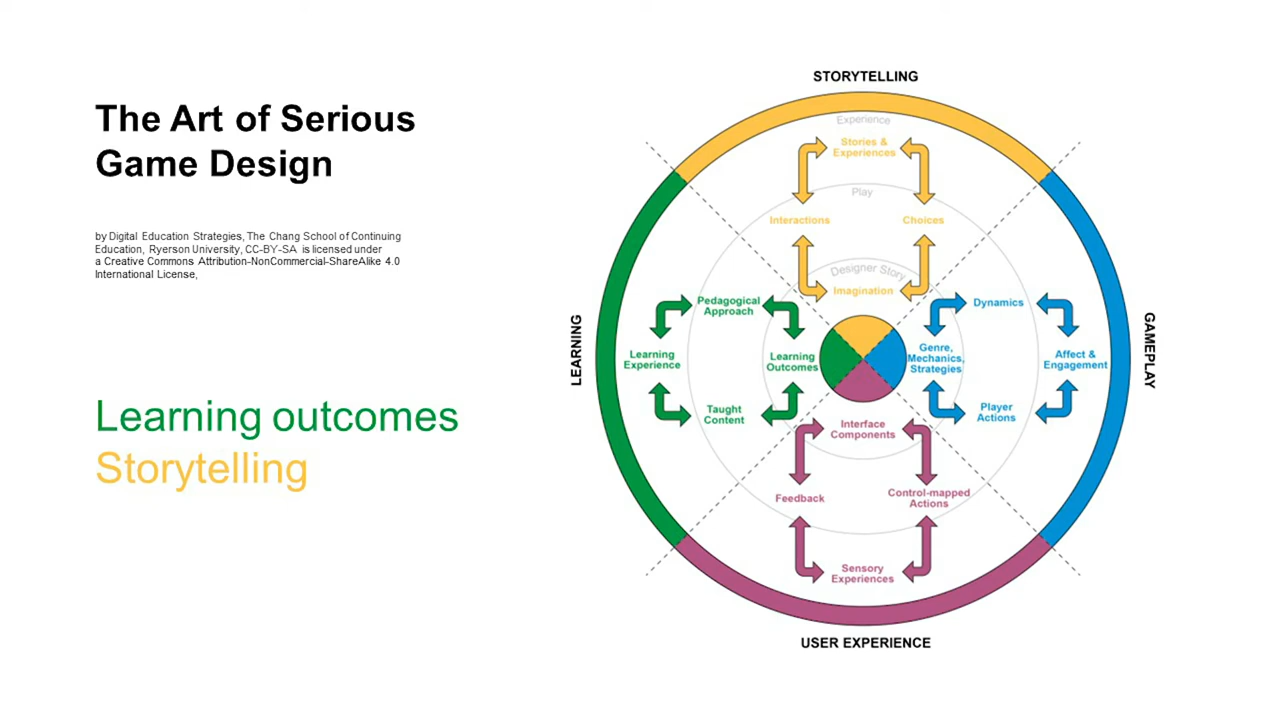 The Art of Serious
Game Design
by Digital Education Strategies, The Chang School of Continuing
Education, Ryerson University, CC-BY-SA is licensed under
a Creative Commons Attribution-NonCommercial-ShareAlike 4.0
International License,
Learning outcomes
Storytelling
STORYTELLING
Experience
Stories &
Experiences
Play
Interactions
Choices
Designer Story
Imagination
LEARNING
Pedagogical
Approach
Learning
Experience
Learning
Outcomes
Taught
Content
Dynamics
Genre,
Mechanics,
Strategies
Affect &
Engagement
Player
Actions
GAMEPLAY
Interface
Components
Feedback
Control-mapped
Actions
Sensory
Experiences
USER EXPERIENCE